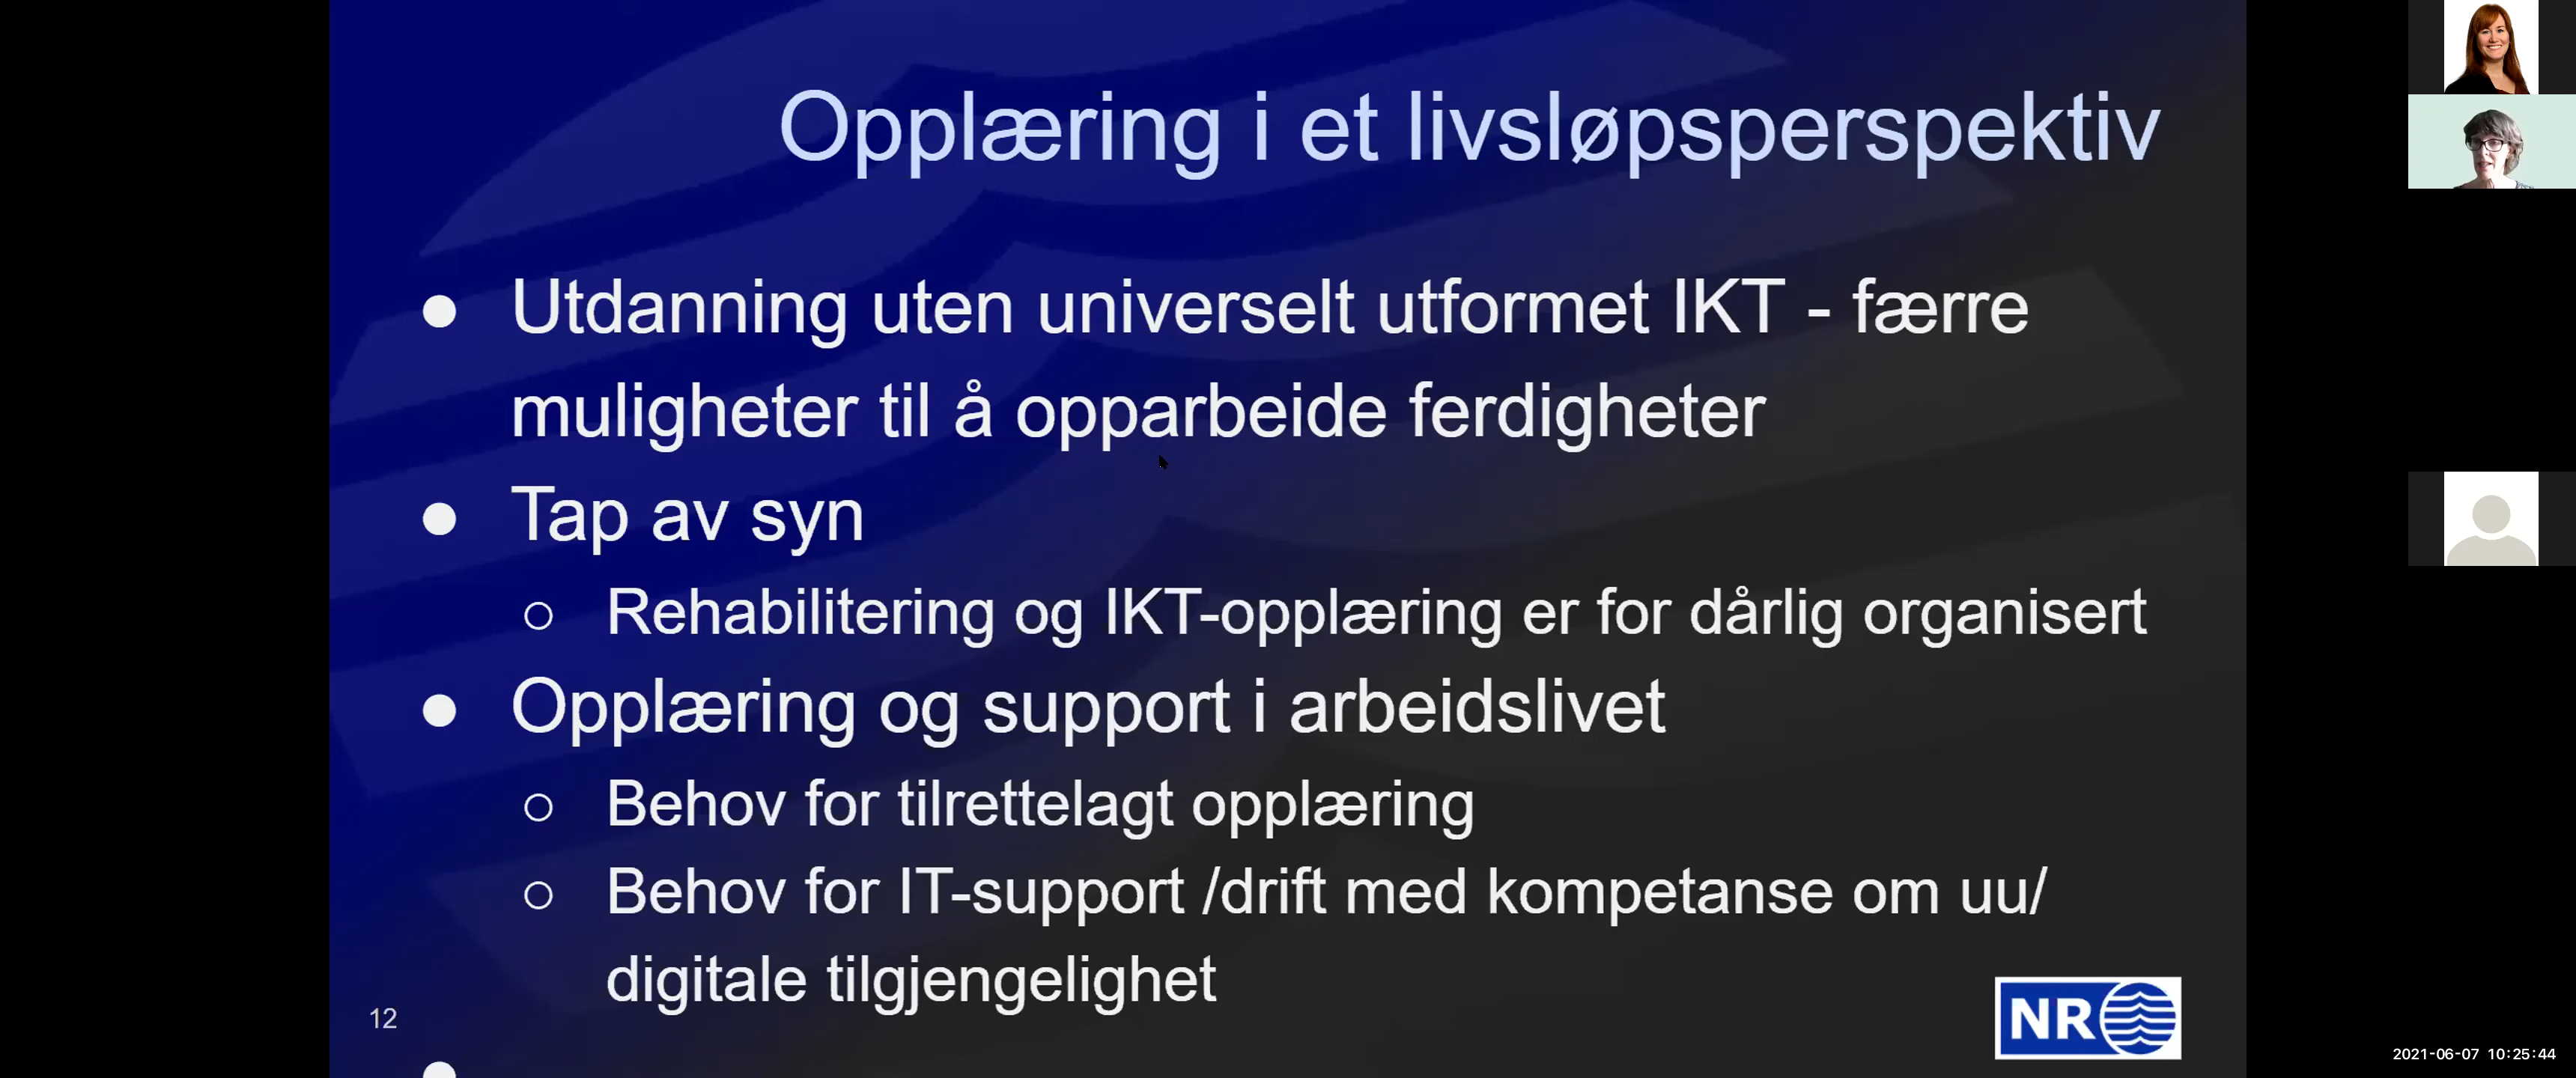 Opplæring i et livsløpsperspektiv
● Utdanning uten universelt utformet IKT - færre
muligheter til å opparbeide ferdigheter
● Tap av syn
○ Rehabilitering og IKT-opplæring er for dårlig organisert
● Opplæring og support i arbeidslivet
○ Behov for tilrettelagt opplæring
○ Behov for IT-support /drift med kompetanse om uu/
digitale tilgjengelighet
12
NR
2021-06-07 10:25:44